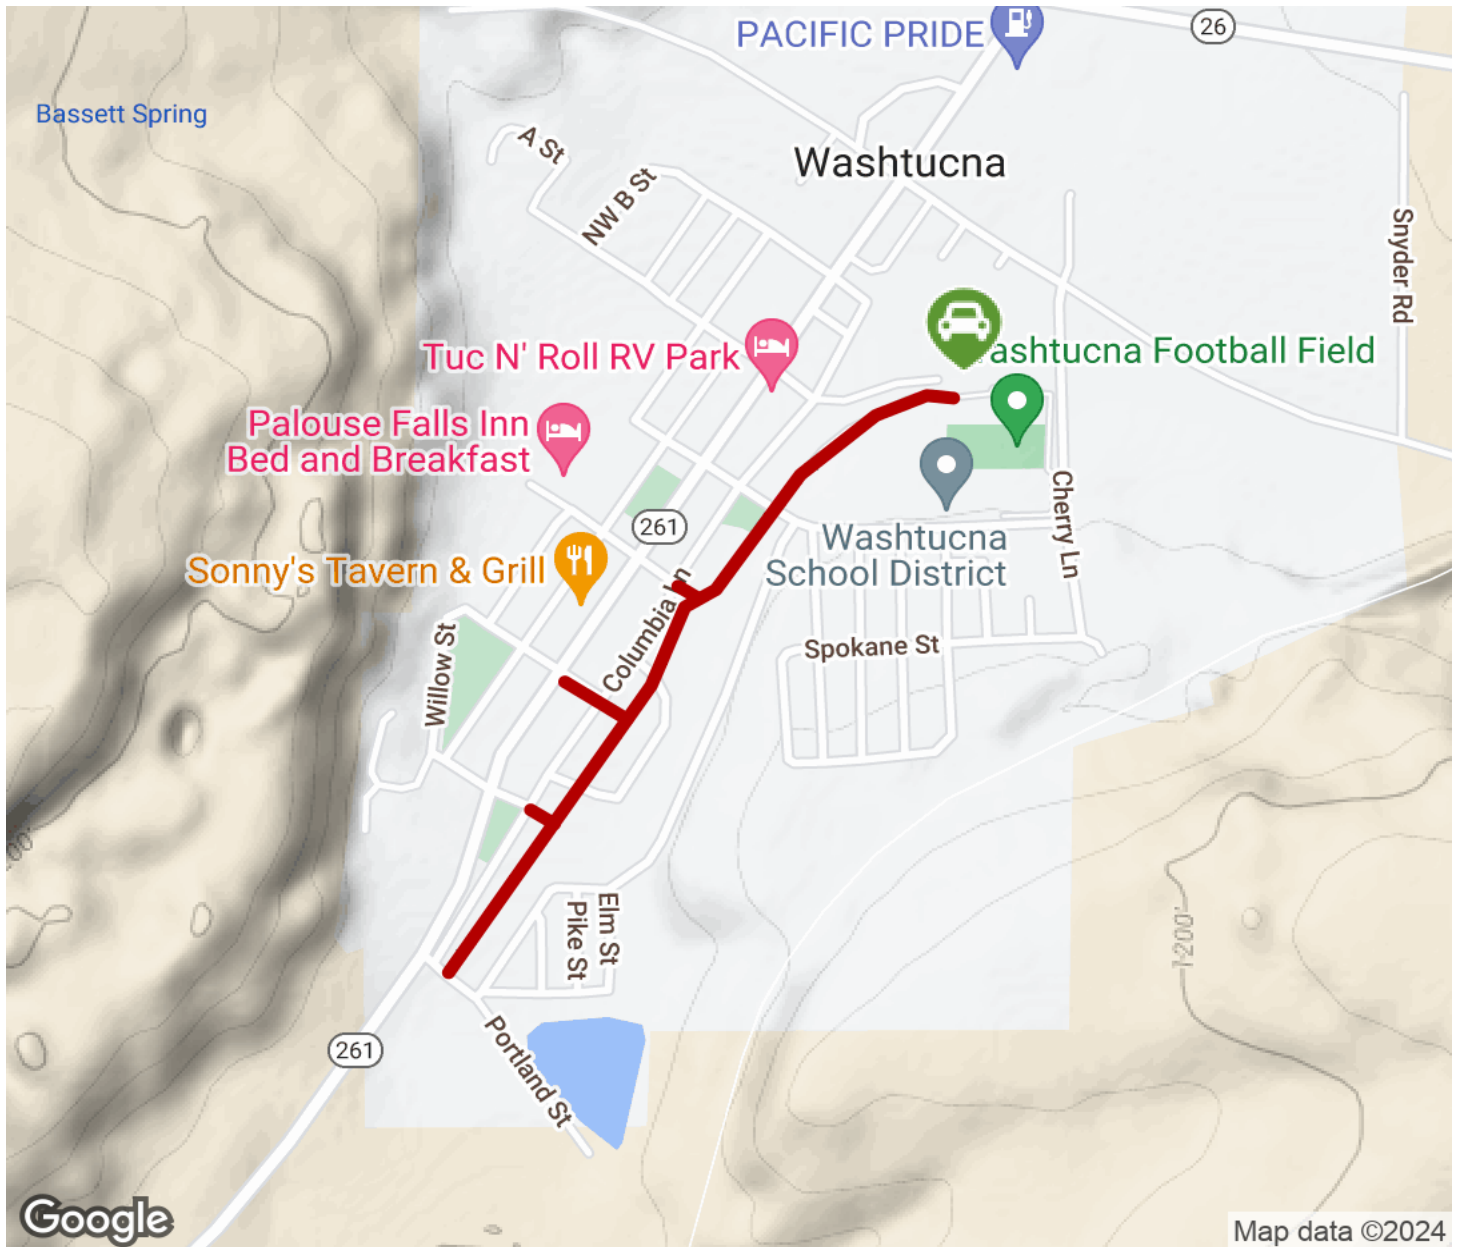 PACIFIC PRIDE
26
Bassett Spring
A St
Washtucna
NW B St
Snyder Rd
Tuc N' Roll RV Park
ashtucna Football Field
Palouse Falls Inn
Bed and Breakfast
261
Cherry Ln
Washtucna
School District
Sonny's Tavern & Grill
Columbia Ln
Willow St
Spokane St
Elm St
Pike St
1200'
261
Portland St
Google
Map data ©2024